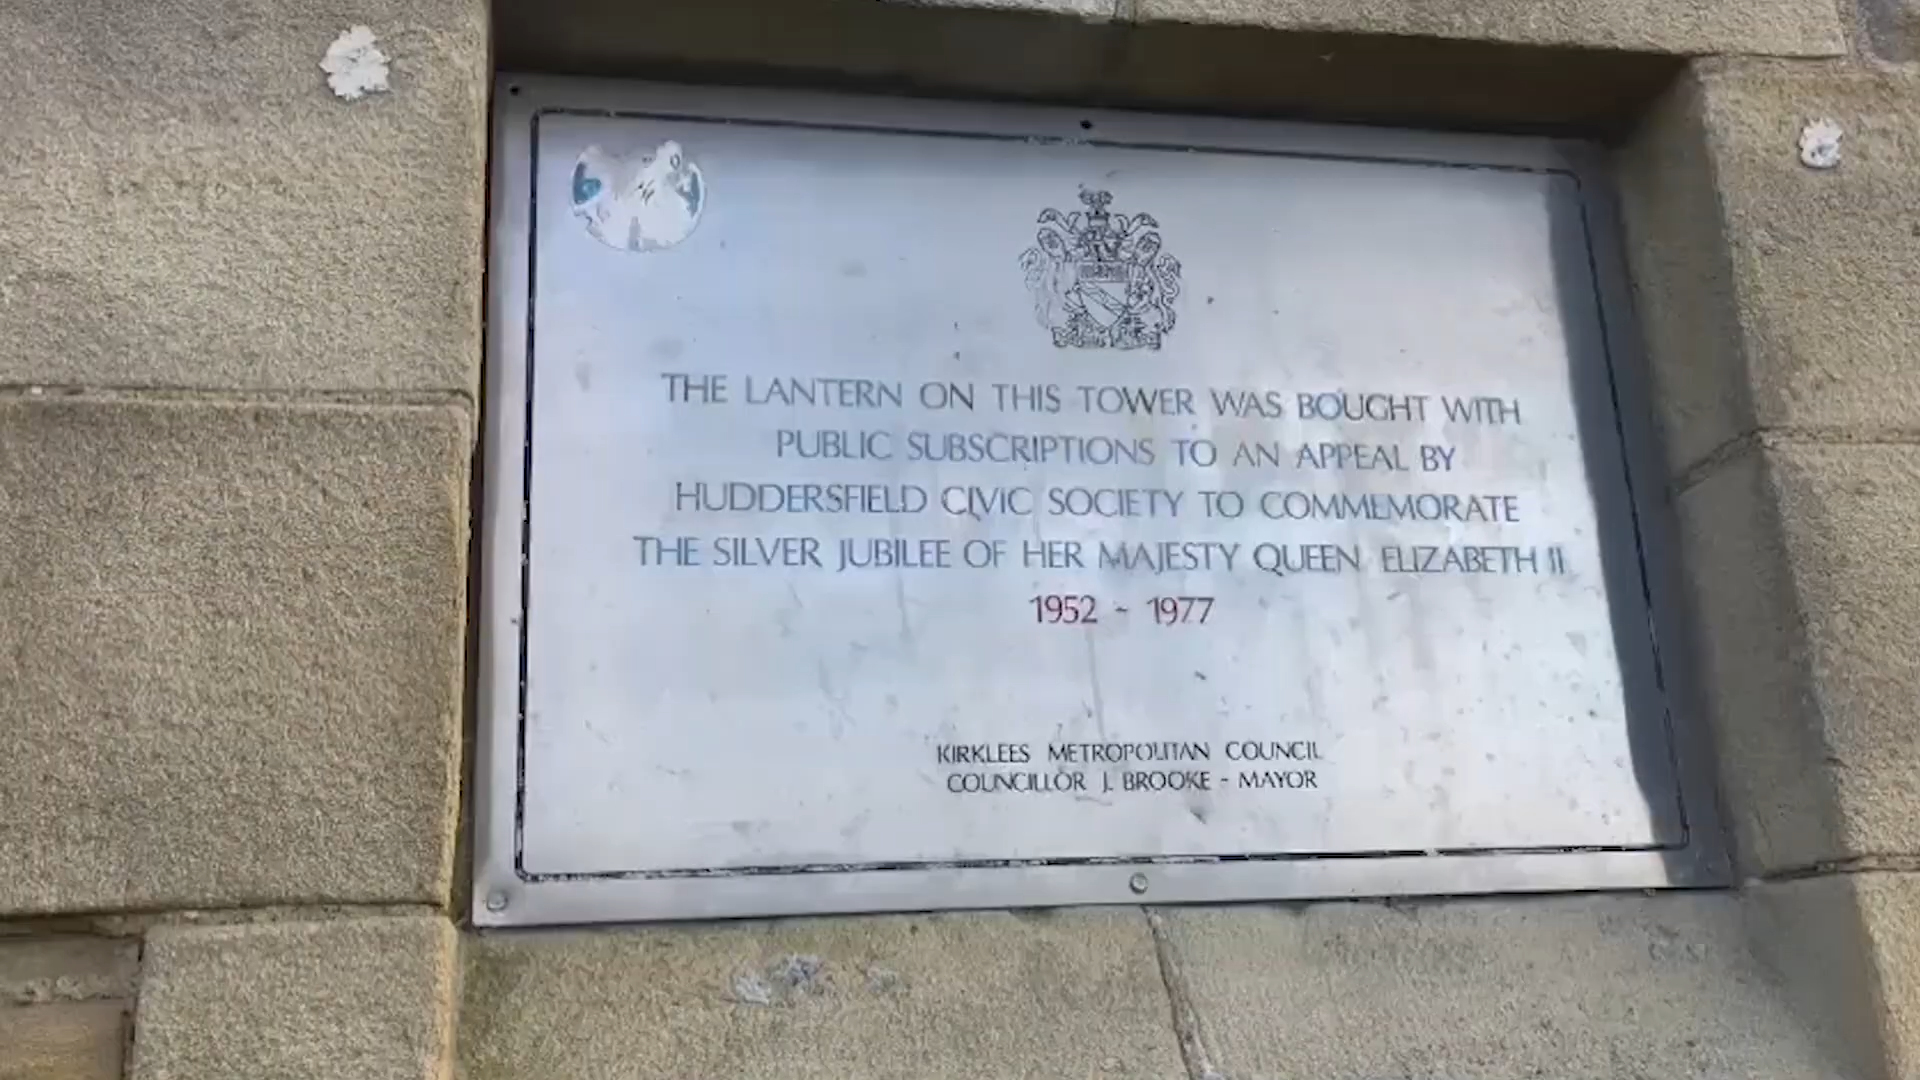 THE LANTERN ON THIS TOWER WAS BOUGHT WITH
PUBLIC SUBSCRIPTIONS TO AN APPEAL BY
HUDDERSFIELD CIVIC SOCIETY TO COMMEMORATE
THE SILVER JUBILEE OF HER MAJESTY QUEEN ELIZABETH II
1952 - 1977
KIRKLEES METROPOLITAN COUNCIL
COUNCILLOR J. BROOKE - MAYOR